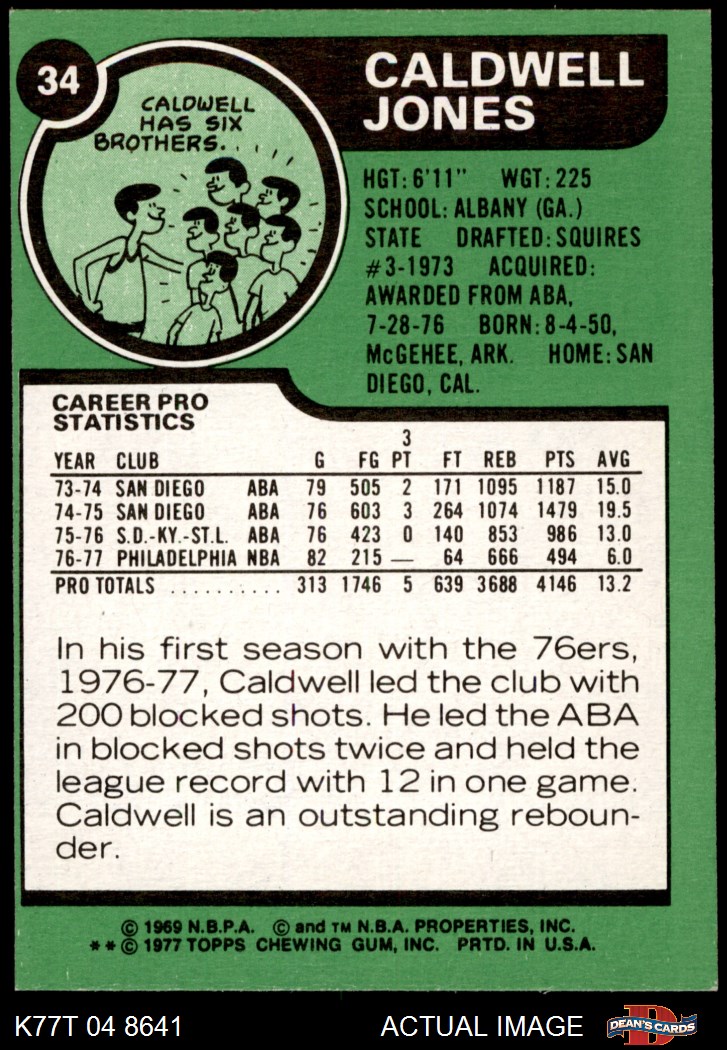 34
CALDWELL
HAS SIX
BROTHERS. . . .
CALDWELL
JONES
HGT: 6'11" WGT: 225
SCHOOL: ALBANY (GA.)
STATE DRAFTED: SQUIRES
#3-1973 ACQUIRED:
AWARDED FROM ABA,
7-28-76 BORN: 8-4-50,
McGEHEE, ARK. HOME: SAN
DIEGO, CAL.
CAREER PRO
STATISTICS
3
YEAR CLUB G FG PT FT REB PTS AVG
73-74 SAN DIEGO ABA 79 505 2 171 1095 1187 15.0
74-75 SAN DIEGO ABA 76 603 3 264 1074 1479 19.5
75-76 S.D.-KY.-ST.L. ABA 76 423 0 140 853 986 13.0
76-77 PHILADELPHIA NBA 82 215 — 64 666 494 6.0
PRO TOTALS .......... 313 1746 5 639 3688 4146 13.2
In his first season with the 76ers,
1976-77, Caldwell led the club with
200 blocked shots. He led the ABA
in blocked shots twice and held the
league record with 12 in one game.
Caldwell is an outstanding reboun-
der.
© 1969 N.B.P.A. © and TM N.B.A. PROPERTIES, INC.
**© 1977 TOPPS CHEWING GUM, INC. PRTD. IN U.S.A.
K77T 04 8641 ACTUAL IMAGE
D
DEAN'S CARDS